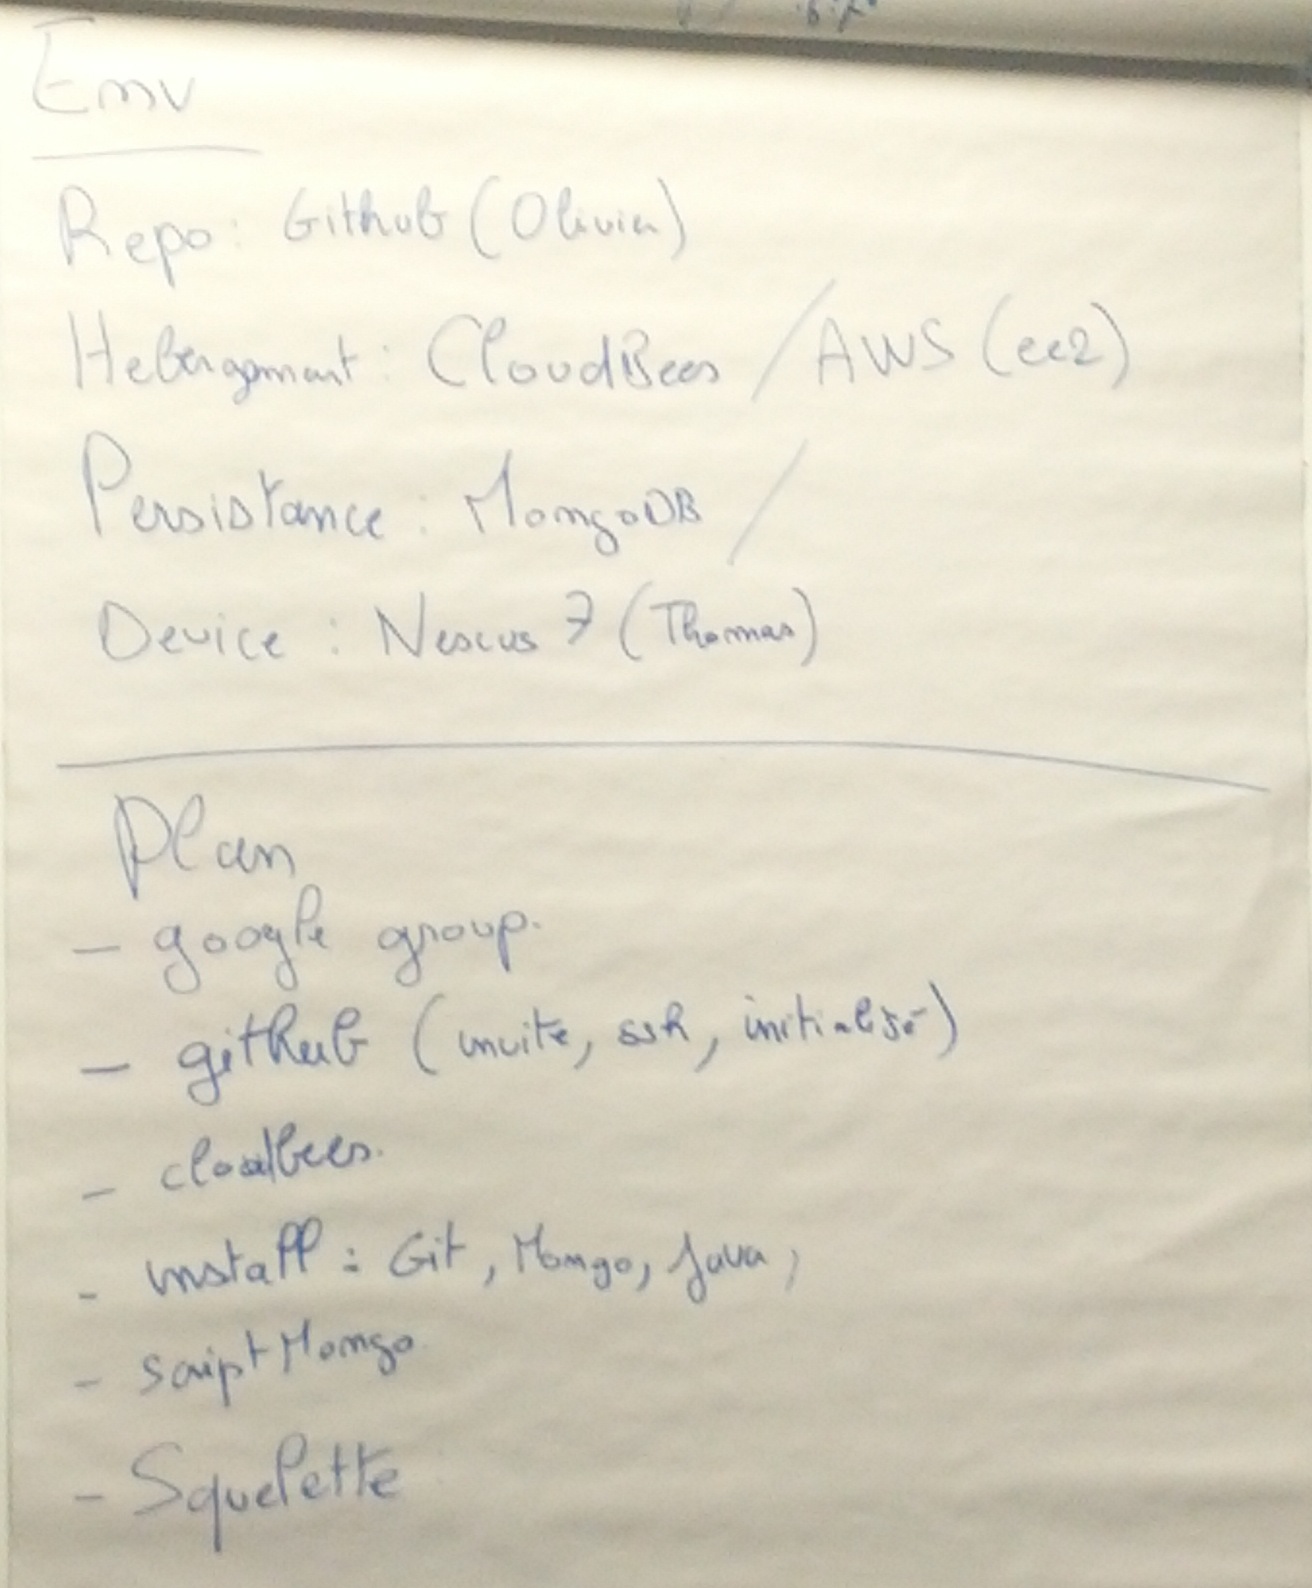 Env
Repo : Github (Olivier)
Hebergement : CloudBees / AWS (ec2)
Persistance : MongoDB /
Device : Nexus 7 (Thomas)
Plan
- google group.
- github (invite, ssh, initialisé)
- cloudbees.
- install : Git, Mongo, Java,
- script Mongo
- Squelette